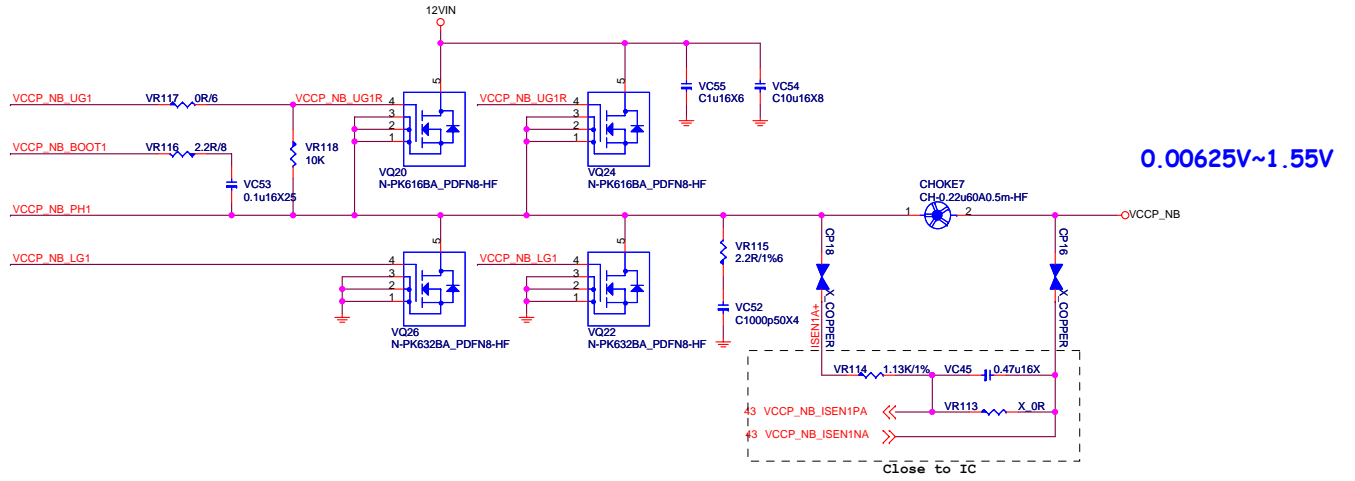 12VIN
5
5
VC55
C1u16X6
VC54
C10u16X8
VCCP_NB_UG1
VR117
0R/6
VCCP_NB_UG1R
4
3
2
1
VCCP_NB_UG1R
4
3
2
1
VCCP_NB_BOOT1
VR116
2.2R/8
VR118
10K
VQ20
N-PK616BA_PDFN8-HF
VQ24
N-PK616BA_PDFN8-HF
0.00625V~1.55V
VC53
0.1u16X25
CHOKE7
CH-0.22u60A0.5m-HF
VCCP_NB_PH1
1
2
VCCP_NB
5
5
CP18
CP16
VR115
2.2R/1%6
VCCP_NB_LG1
4
3
2
1
VCCP_NB_LG1
4
3
2
1
X_COPPER
X_COPPER
ISEN1A+
VC52
C1000p50X4
VQ26
N-PK632BA_PDFN8-HF
VQ22
N-PK632BA_PDFN8-HF
VR114
1.13K/1%
VC45
0.47u16X
43 VCCP_NB_ISEN1PA
VR113
X_0R
43 VCCP_NB_ISEN1NA
Close to IC